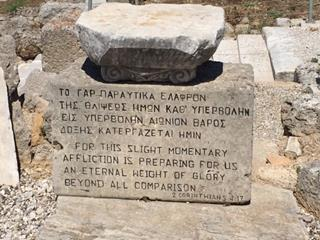 ΤΟ ΓΑΡ ΠΑΡΑΥΤΙΚΑ ΕΛΑΦΡΟΝ
ΤΗΣ ΘΛΙΨΕΩΣ ΗΜΩΝ ΚΑΘ' ΥΠΕΡΒΟΛΗΝ
ΕΙΣ ΥΠΕΡΒΟΛΗΝ ΑΙΩΝΙΟΝ ΒΑΡΟΣ
ΔΟΞΗΣ ΚΑΤΕΡΓΑΖΕΤΑΙ ΗΜΙΝ
FOR THIS SLIGHT MOMENTARY
AFFLICTION IS PREPARING FOR US
AN ETERNAL WEIGHT OF GLORY
BEYOND ALL COMPARISON
2 CORINTHIANS 4:17